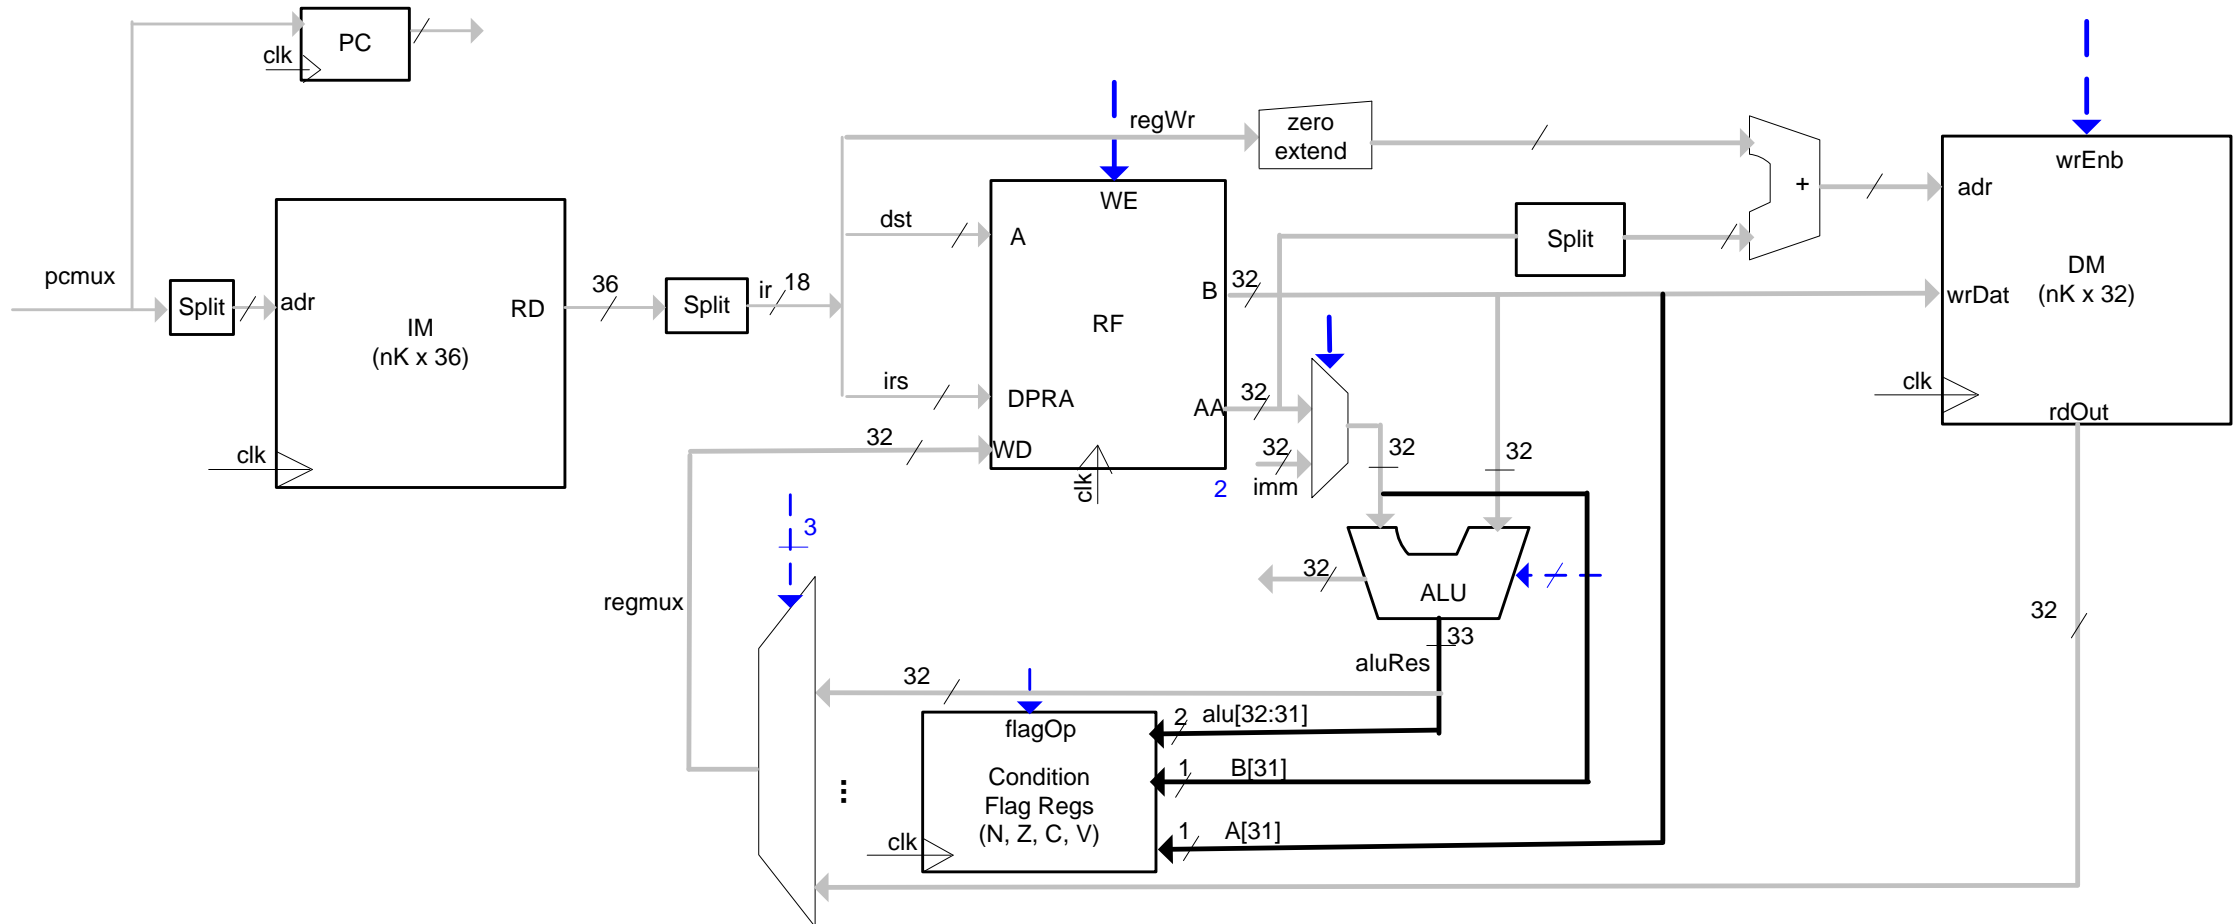 PC
clk
regWr
zero
extend
wrEnb
adr
+
WE
dst
A
Split
pcmux
Split
adr
IM
(nK x 36)
RD
36
Split
ir
18
B
32
DM
(nK x 32)
wrDat
RF
irs
DPRA
AA
32
clk
rdOut
32
WD
clk
clk
2
32
imm
32
32
3
regmux
32
ALU
33
aluRes
32
32
flagOp
2
alu[32:31]
Condition
Flag Regs
(N, Z, C, V)
1
B[31]
...
clk
1
A[31]